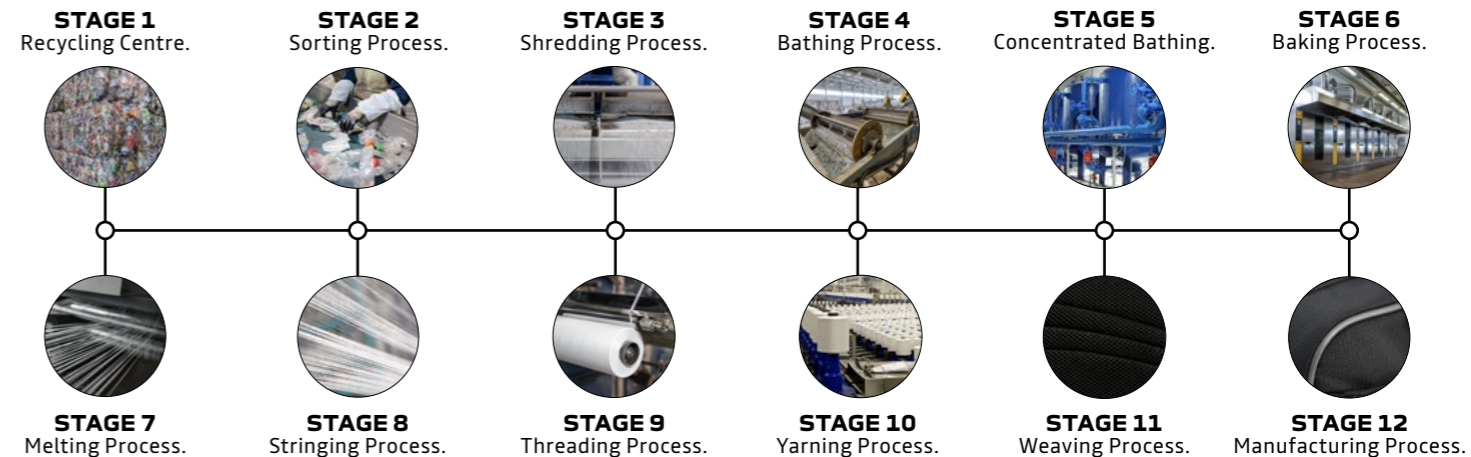 STAGE 1
Recycling Centre.
STAGE 2
Sorting Process.
STAGE 3
Shredding Process.
STAGE 4
Bathing Process.
STAGE 5
Concentrated Bathing.
STAGE 6
Baking Process.
STAGE 7
Melting Process.
STAGE 8
Stringing Process.
STAGE 9
Threading Process.
STAGE 10
Yarning Process.
STAGE 11
Weaving Process.
STAGE 12
Manufacturing Process.